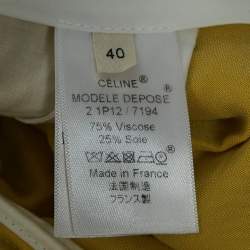 40
CÉLINE®
MODELE DEPOSE
2 1P12 / 7194
75% Viscose
25% Soie
Made in France
法国制造
フランス製